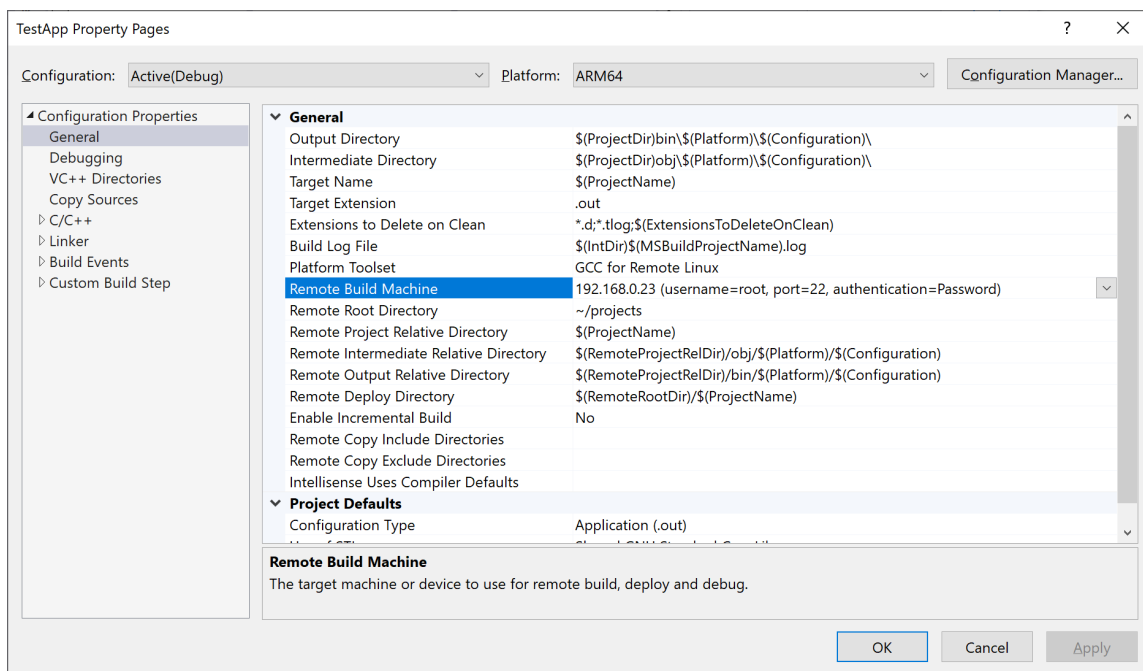 TestApp Property Pages
Configuration: Active(Debug) Platform: ARM64 Configuration Manager...
Configuration Properties
General
Debugging
VC++ Directories
Copy Sources
C/C++
Linker
Build Events
Custom Build Step
General
Output Directory $(ProjectDir)bin\$(Platform)\$(Configuration)\
Intermediate Directory $(ProjectDir)obj\$(Platform)\$(Configuration)\
Target Name $(ProjectName)
Target Extension .out
Extensions to Delete on Clean *.d;*.tlog;$(ExtensionsToDeleteOnClean)
Build Log File $(IntDir)$(MSBuildProjectName).log
Platform Toolset GCC for Remote Linux
Remote Build Machine 192.168.0.23 (username=root, port=22, authentication=Password)
Remote Root Directory ~/projects
Remote Project Relative Directory $(ProjectName)
Remote Intermediate Relative Directory $(RemoteProjectRelDir)/obj/$(Platform)/$(Configuration)
Remote Output Relative Directory $(RemoteProjectRelDir)/bin/$(Platform)/$(Configuration)
Remote Deploy Directory $(RemoteRootDir)/$(ProjectName)
Enable Incremental Build No
Remote Copy Include Directories
Remote Copy Exclude Directories
Intellisense Uses Compiler Defaults
Project Defaults
Configuration Type Application (.out)
Remote Build Machine
The target machine or device to use for remote build, deploy and debug.
OK Cancel Apply